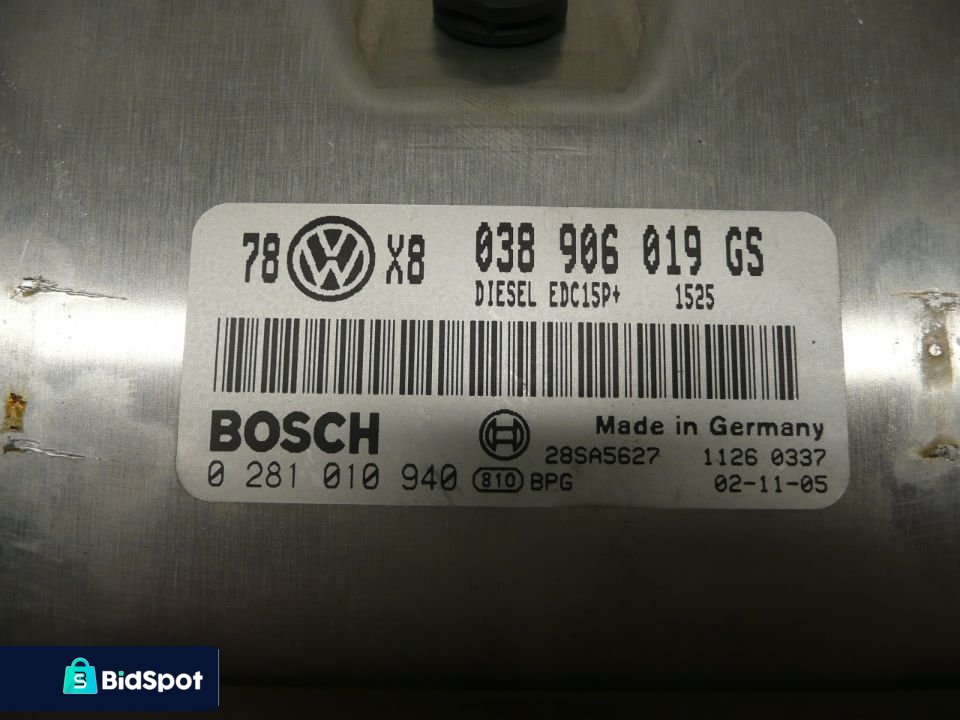 78 VW X8 038 906 019 GS
DIESEL EDC15P+ 1525
BOSCH
Made in Germany
28SA5627 1126 0337
0 281 010 940 810 BPG 02-11-05
S BidSpot